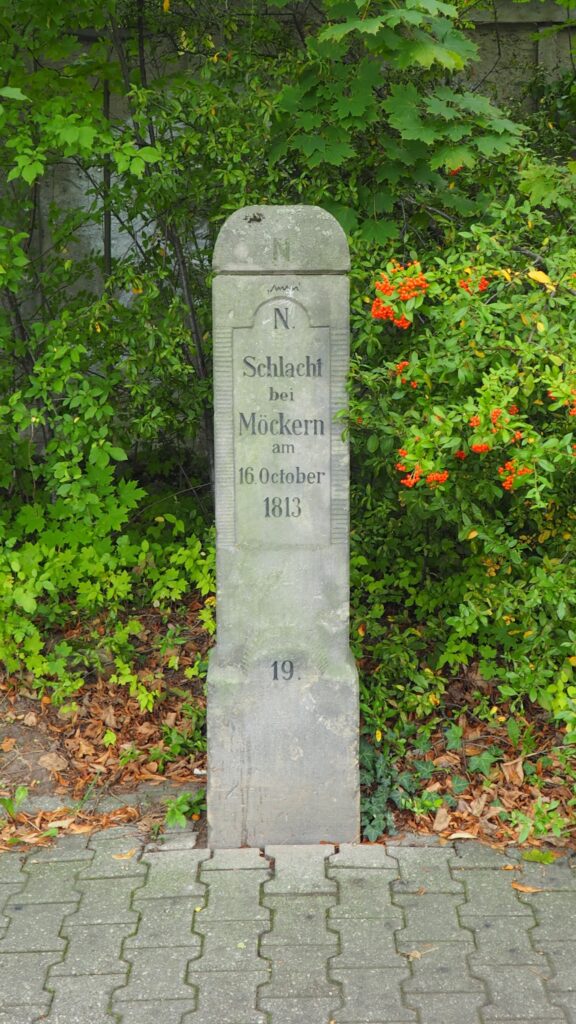 N
N.
Schlacht
bei
Möckern
am
16. October
1813
19.